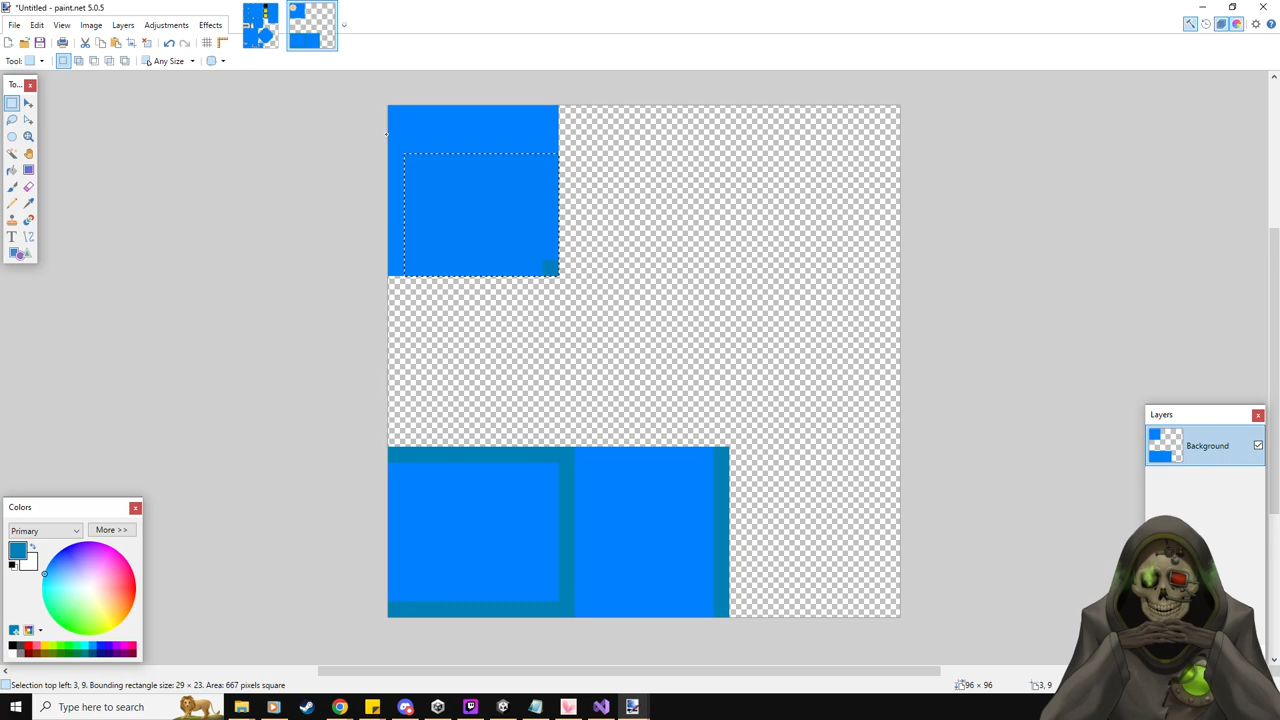 *Untitled - paint.net 5.0.5
File Edit View Image Layers Adjustments Effects
Tool: Any Size
To...
Layers
Background
Colors
Primary More >>
Selection top left: 3, 9. Bounding rectangle size: 29 × 23. Area: 667 pixels square 96 × 96 3, 9
Type here to search